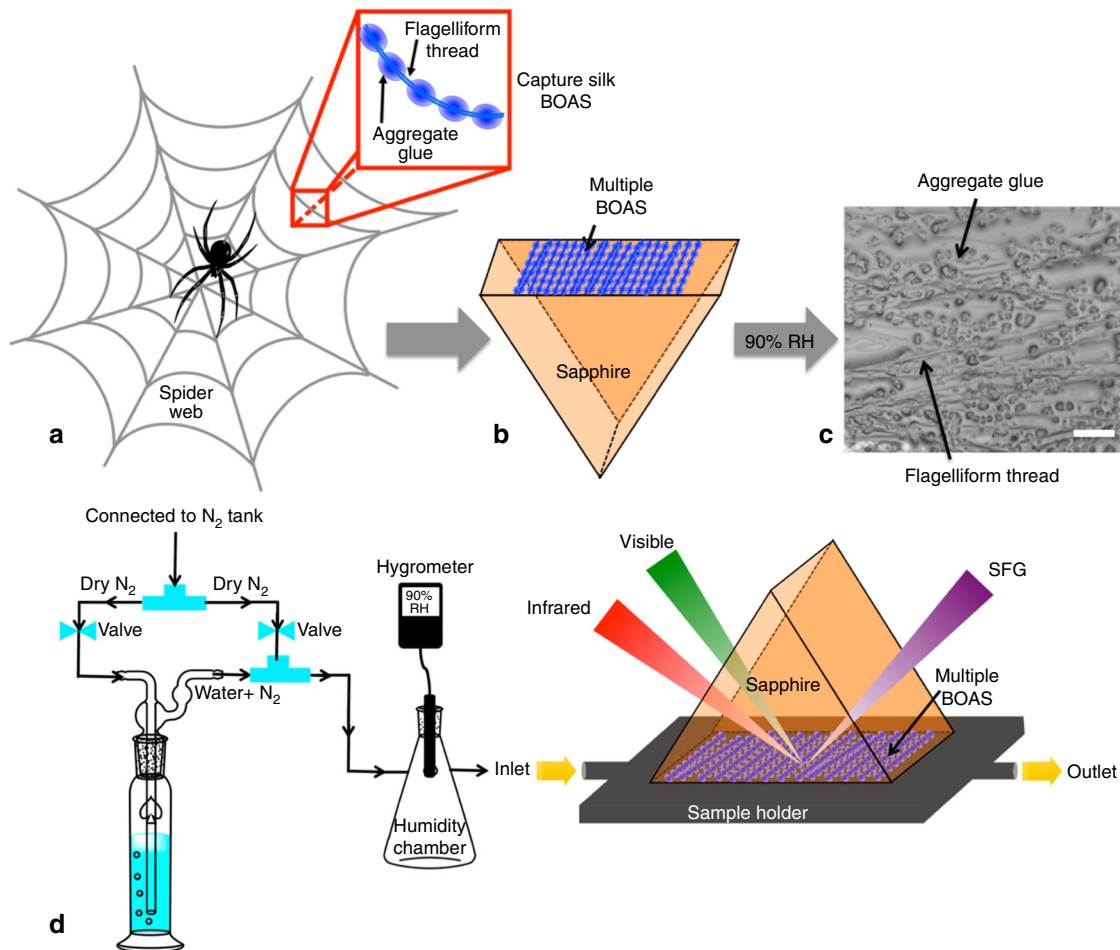 Flagelliform
thread
Capture silk
BOAS
Aggregate
glue
Spider
web
a
Multiple
BOAS
Sapphire
b
90% RH
Aggregate glue
c
Flagelliform thread
Connected to N₂ tank
Dry N₂
Dry N₂
Valve
Valve
Water+ N₂
Hygrometer
90%
RH
Humidity
chamber
Inlet
d
Infrared
Visible
SFG
Sapphire
Multiple
BOAS
Sample holder
Outlet